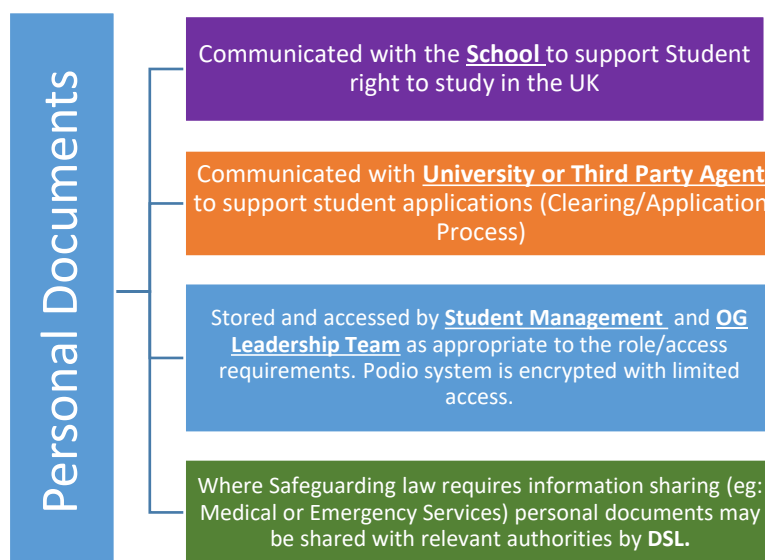 Personal Documents
Communicated with the School to support Student
right to study in the UK
Communicated with University or Third Party Agent
to support student applications (Clearing/Application
Process)
Stored and accessed by Student Management  and OG
Leadership Team as appropriate to the role/access
requirements. Podio system is encrypted with limited
access.
Where Safeguarding law requires information sharing (eg:
Medical or Emergency Services) personal documents may
be shared with relevant authorities by DSL.